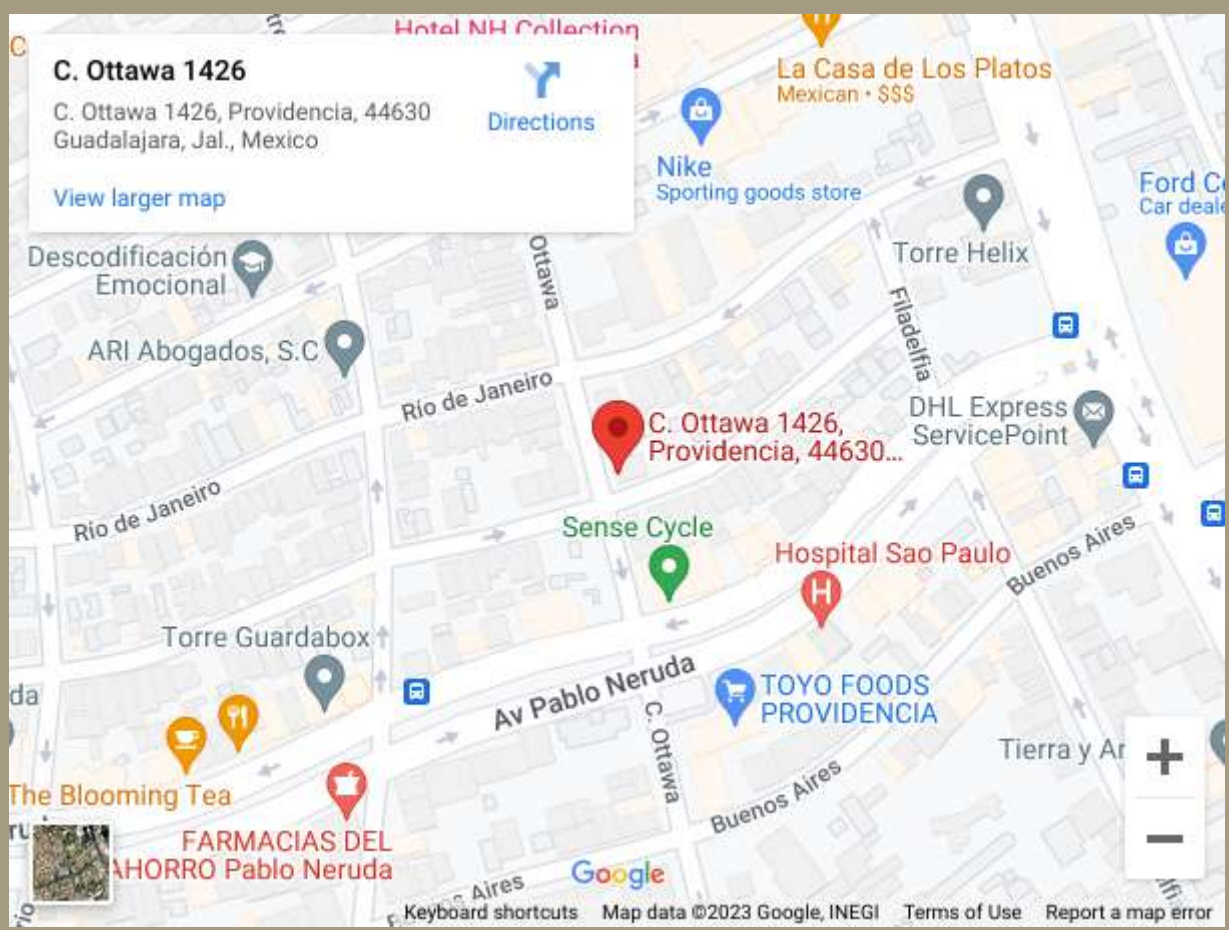 Hotel NH Collection
C. Ottawa 1426
C. Ottawa 1426, Providencia, 44630
Guadalajara, Jal., Mexico
Directions
View larger map
La Casa de Los Platos
Mexican • $$$
Nike
Sporting goods store
Ford C
Car deale
Torre Helix
Descodificación
Emocional
Ottawa
Filadelfia
ARI Abogados, S.C
Río de Janeiro
C. Ottawa 1426,
Providencia, 44630...
DHL Express
ServicePoint
Río de Janeiro
Sense Cycle
Hospital Sao Paulo
Buenos Aires
Torre Guardabox
da
Av Pablo Neruda
TOYO FOODS
PROVIDENCIA
C. Ottawa
Tierra y Ar
Buenos Aires
The Blooming Tea
FARMACIAS DEL
AHORRO Pablo Neruda
Aires
Google
Keyboard shortcuts
Map data ©2023 Google, INEGI
Terms of Use
Report a map error